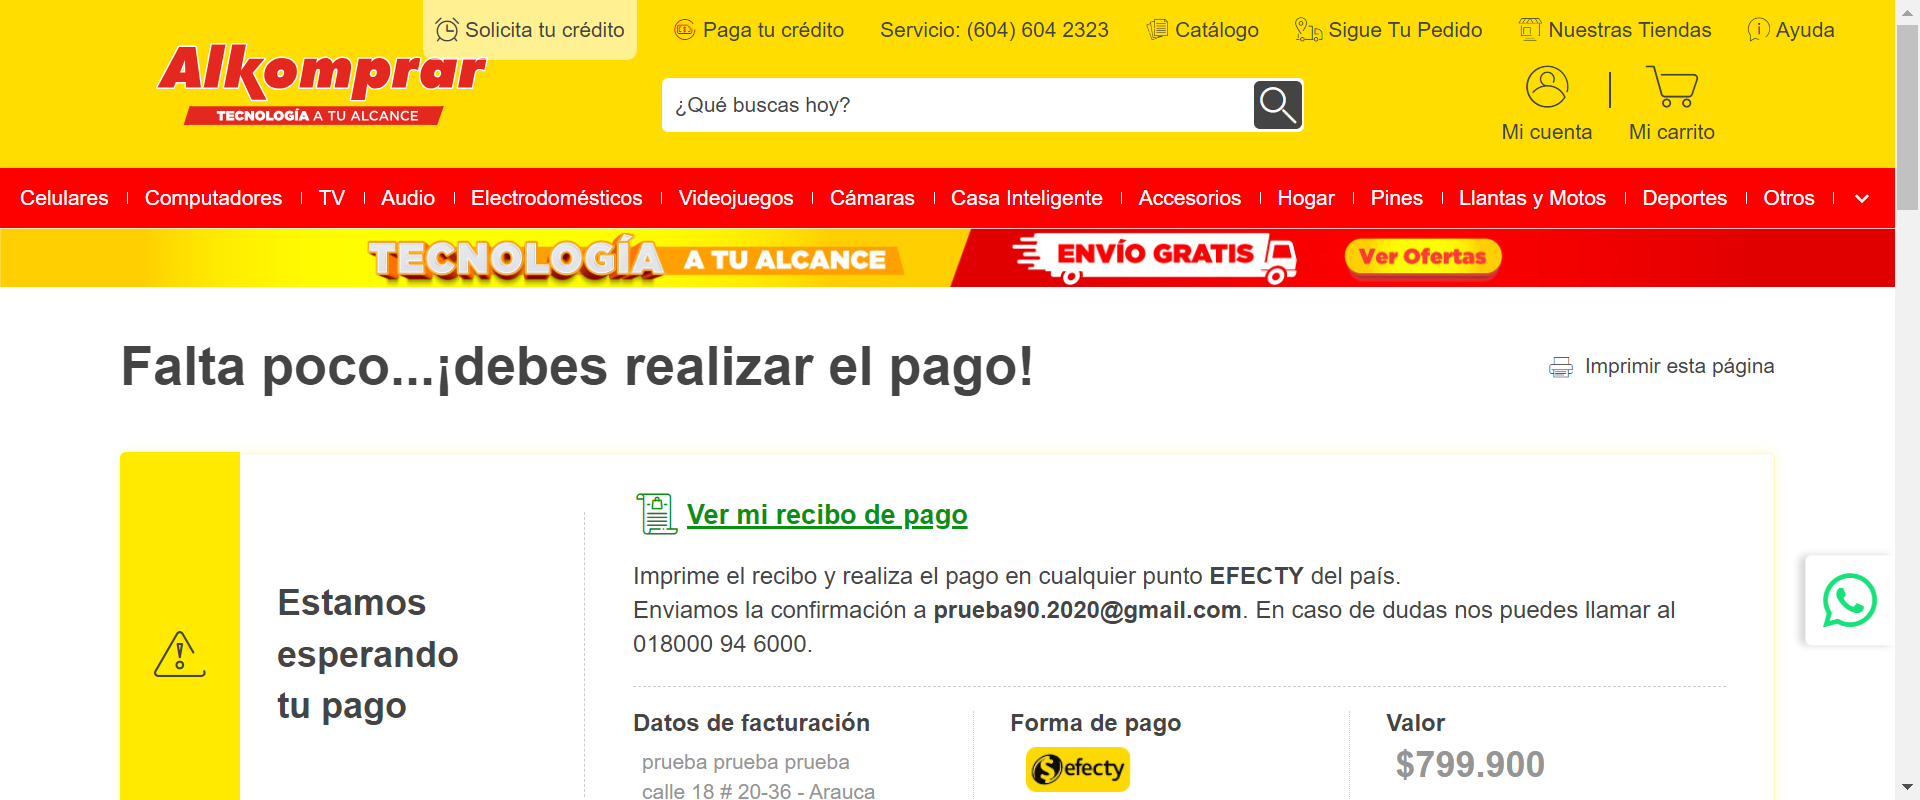 Solicita tu crédito
Paga tu crédito
Servicio: (604) 604 2323
Catálogo
Sigue Tu Pedido
Nuestras Tiendas
Ayuda
Alkomprar
TECNOLOGÍA A TU ALCANCE
¿Qué buscas hoy?
Mi cuenta
Mi carrito
Celulares
Computadores
TV
Audio
Electrodomésticos
Videojuegos
Cámaras
Casa Inteligente
Accesorios
Hogar
Pines
Llantas y Motos
Deportes
Otros
TECNOLOGÍA A TU ALCANCE
ENVÍO GRATIS
Ver Ofertas
Falta poco...¡debes realizar el pago!
Imprimir esta página
Estamos
esperando
tu pago
Ver mi recibo de pago
Imprime el recibo y realiza el pago en cualquier punto EFECTY del país.
Enviamos la confirmación a prueba90.2020@gmail.com. En caso de dudas nos puedes llamar al
018000 94 6000.
Datos de facturación
prueba prueba prueba
calle 18 # 20-36 - Arauca
Forma de pago
$ efecty
Valor
$799.900